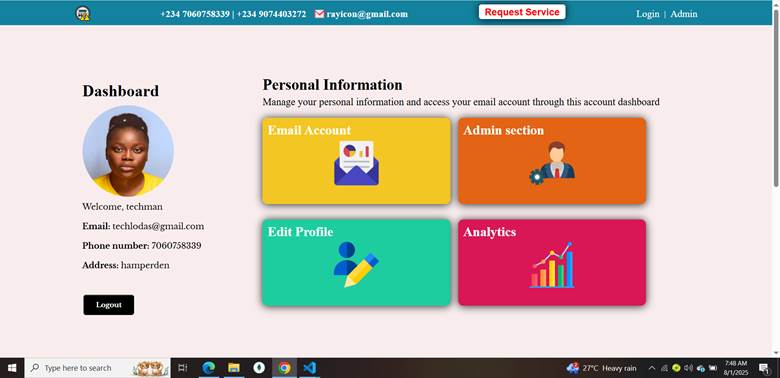 +234 7060758339 | +234 9074403272 rayicon@gmail.com Request Service Login | Admin
Dashboard
Welcome, techman
Email: techlodas@gmail.com
Phone number: 7060758339
Address: hamperden
Logout
Personal Information
Manage your personal information and access your email account through this account dashboard
Email Account
Admin section
Edit Profile
Analytics
Type here to search
27°C Heavy rain
7:48 AM
8/1/2025